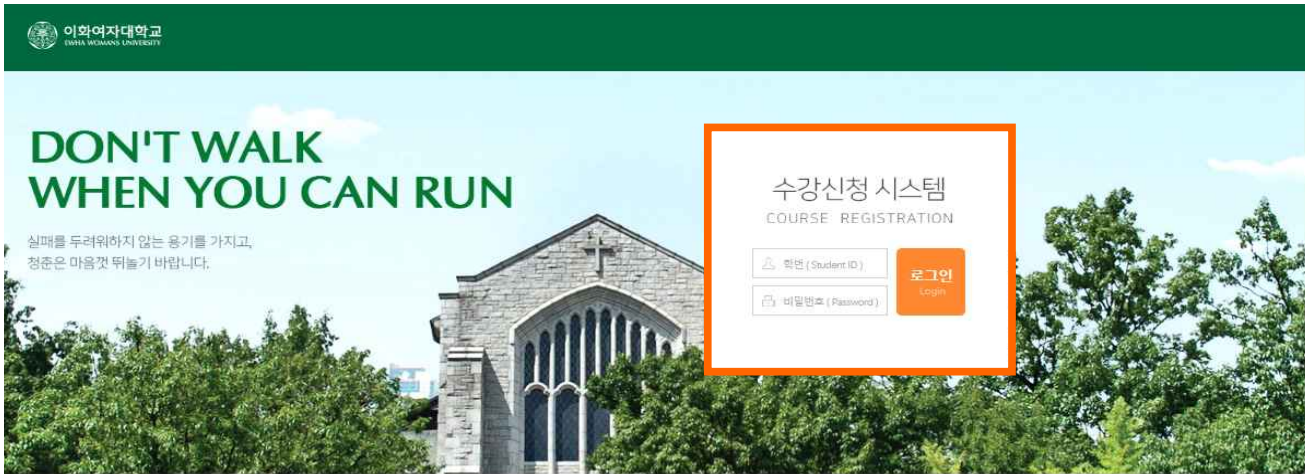 이화여자대학교
EWHA WOMANS UNIVERSITY
DON'T WALK
WHEN YOU CAN RUN
실패를 두려워하지 않는 용기를 가지고,
청춘은 마음껏 뛰놀기 바랍니다.
수강신청 시스템
COURSE REGISTRATION
학번 ( Student ID )
비밀번호 ( Password )
로그인
Login